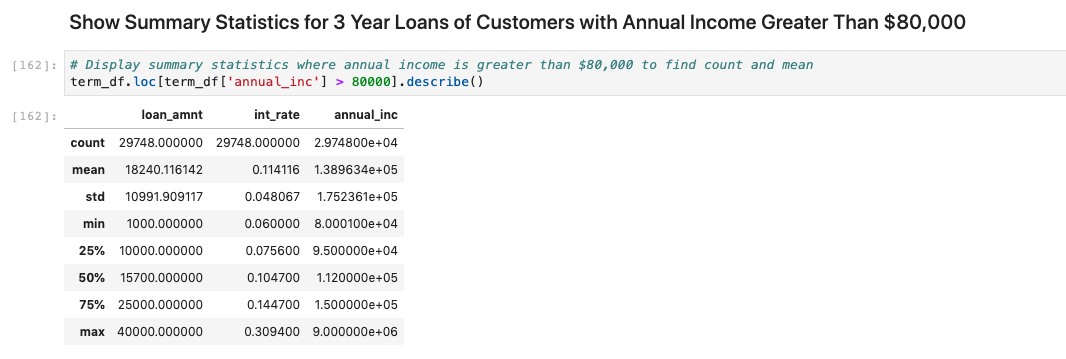 Show Summary Statistics for 3 Year Loans of Customers with Annual Income Greater Than $80,000
[162]: # Display summary statistics where annual income is greater than $80,000 to find count and mean
term_df.loc[term_df['annual_inc'] > 80000].describe()
[162]: loan_amnt int_rate annual_inc
count 29748.000000 29748.000000 2.974800e+04
mean 18240.116142 0.114116 1.389634e+05
std 10991.909117 0.048067 1.752361e+05
min 1000.000000 0.060000 8.000100e+04
25% 10000.000000 0.075600 9.500000e+04
50% 15700.000000 0.104700 1.120000e+05
75% 25000.000000 0.144700 1.500000e+05
max 40000.000000 0.309400 9.000000e+06